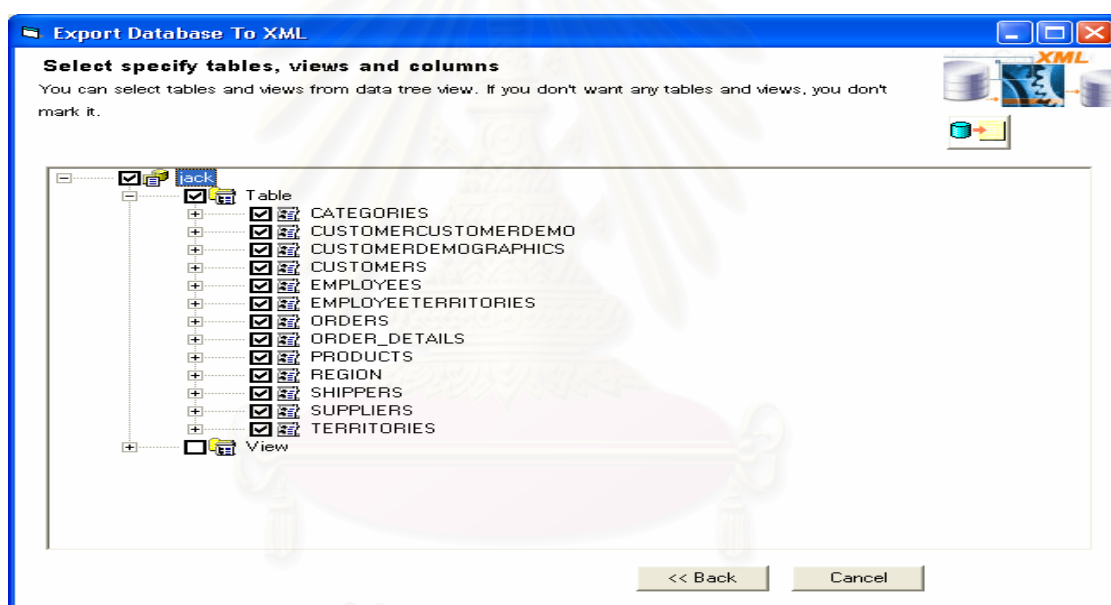 Export Database To XML
Select specify tables, views and columns
You can select tables and views from data tree view. If you don't want any tables and views, you don't
mark it.
XML
jack
Table
CATEGORIES
CUSTOMERCUSTOMERDEMO
CUSTOMERDEMOGRAPHICS
CUSTOMERS
EMPLOYEES
EMPLOYEETERRITORIES
ORDERS
ORDER_DETAILS
PRODUCTS
REGION
SHIPPERS
SUPPLIERS
TERRITORIES
View
<< Back
Cancel